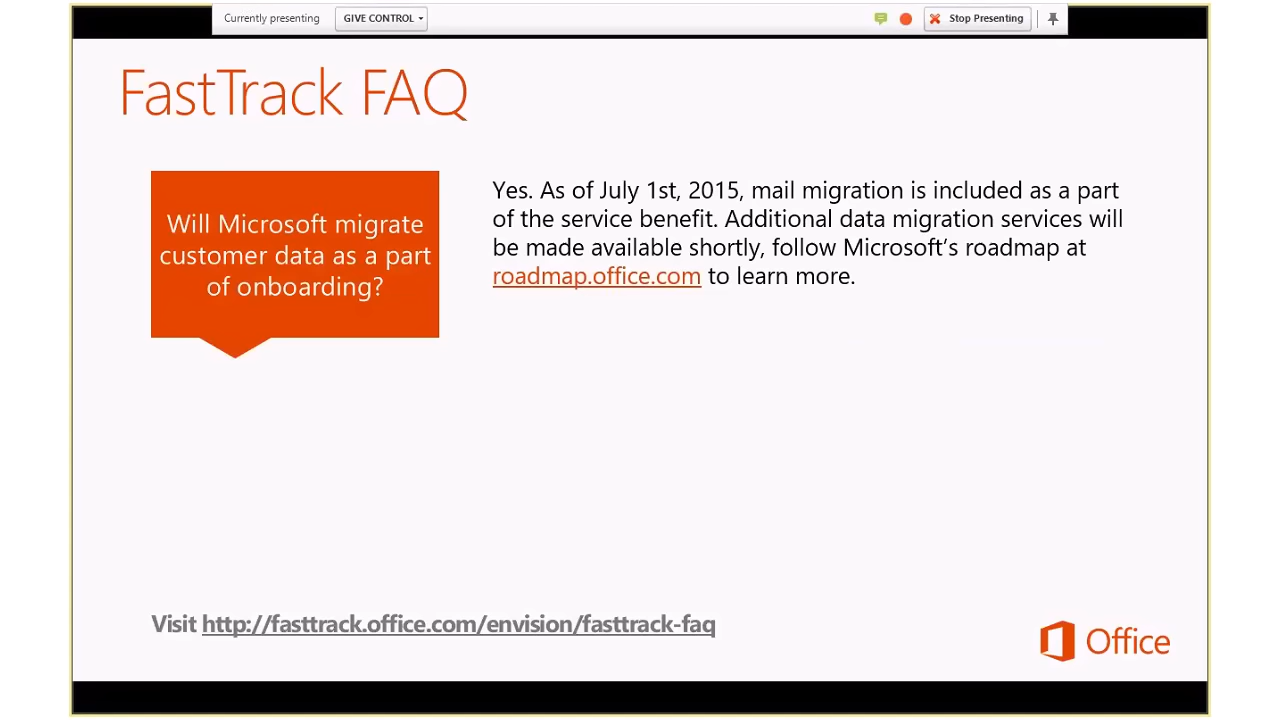 Currently presenting GIVE CONTROL Stop Presenting
FastTrack FAQ
Will Microsoft migrate
customer data as a part
of onboarding?
Yes. As of July 1st, 2015, mail migration is included as a part
of the service benefit. Additional data migration services will
be made available shortly, follow Microsoft's roadmap at
roadmap.office.com to learn more.
Visit http://fasttrack.office.com/envision/fasttrack-faq
Office